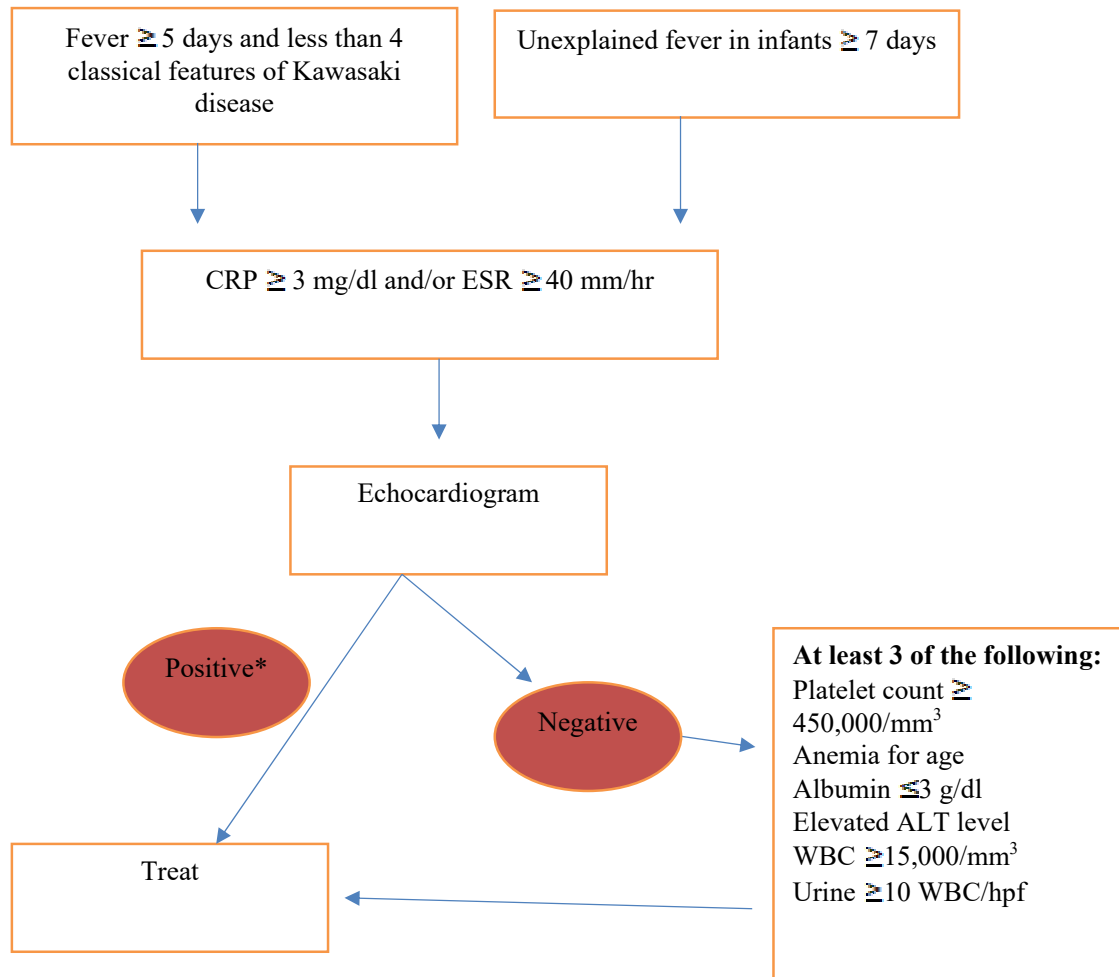 Fever ≥ 5 days and less than 4
classical features of Kawasaki
disease
Unexplained fever in infants ≥ 7 days
CRP ≥ 3 mg/dl and/or ESR ≥ 40 mm/hr
Echocardiogram
Positive*
Negative
At least 3 of the following:
Platelet count ≥
450,000/mm³
Anemia for age
Albumin ≤3 g/dl
Elevated ALT level
WBC ≥15,000/mm³
Urine ≥10 WBC/hpf
Treat